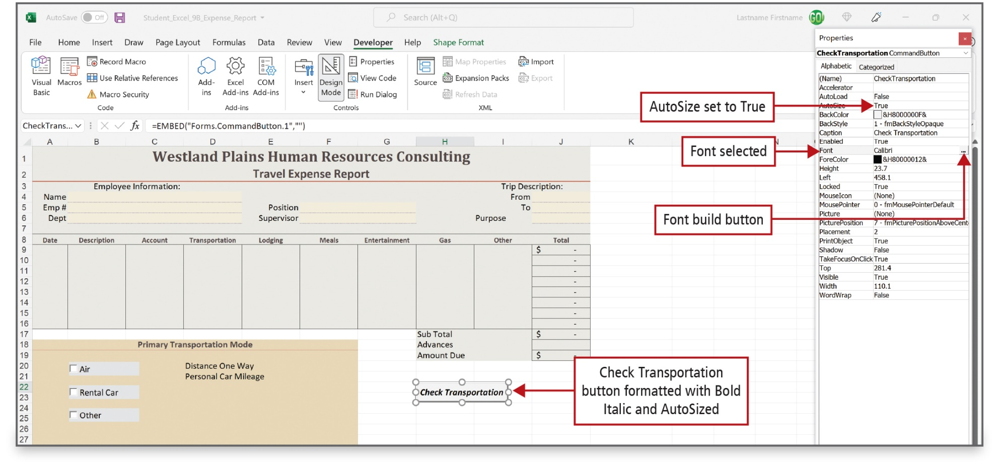 AutoSave Off Student_Excel_9B_Expense_Report Search (Alt+Q) Lastname Firstname GO!
File Home Insert Draw Page Layout Formulas Data Review View Developer Help Shape Format
Visual Basic
Macros
Record Macro
Use Relative References
Macro Security
Code
Add-ins
Excel Add-ins
COM Add-ins
Add-ins
Insert
Design Mode
Properties
View Code
Run Dialog
Controls
Source
Map Properties
Expansion Packs
Refresh Data
Import
Export
XML
CheckTrans... fx =EMBED("Forms.CommandButton.1","")
A B C D E F G H I J K N
1 Westland Plains Human Resources Consulting
2 Travel Expense Report
3 Employee Information: Trip Description:
4 Name From
5 Emp # Position To
6 Dept Supervisor Purpose
7
8 Date Description Account Transportation Lodging Meals Entertainment Gas Other Total
9 $ -
10 -
11 -
12 -
13 -
14 -
15 -
16 -
17 Sub Total $ -
18 Primary Transportation Mode Advances
19 Amount Due $ -
20 Air Distance One Way
21 Personal Car Mileage
22 Check Transportation
23 Rental Car
24
25 Other
26
27
Properties
CheckTransportation CommandButton
Alphabetic Categorized
(Name) CheckTransportation
Accelerator
AutoLoad False
AutoSize True
BackColor &H8000000F&
BackStyle 1 - fmBackStyleOpaque
Caption Check Transportation
Enabled True
Font Calibri ...
ForeColor &H80000012&
Height 23.7
Left 458.1
Locked True
MouseIcon (None)
MousePointer 0 - fmMousePointerDefault
Picture (None)
PicturePosition 7 - fmPicturePositionAboveCent
Placement 2
PrintObject True
Shadow False
TakeFocusOnClick True
Top 281.4
Visible True
Width 110.1
WordWrap False
AutoSize set to True
Font selected
Font build button
Check Transportation
button formatted with Bold
Italic and AutoSized